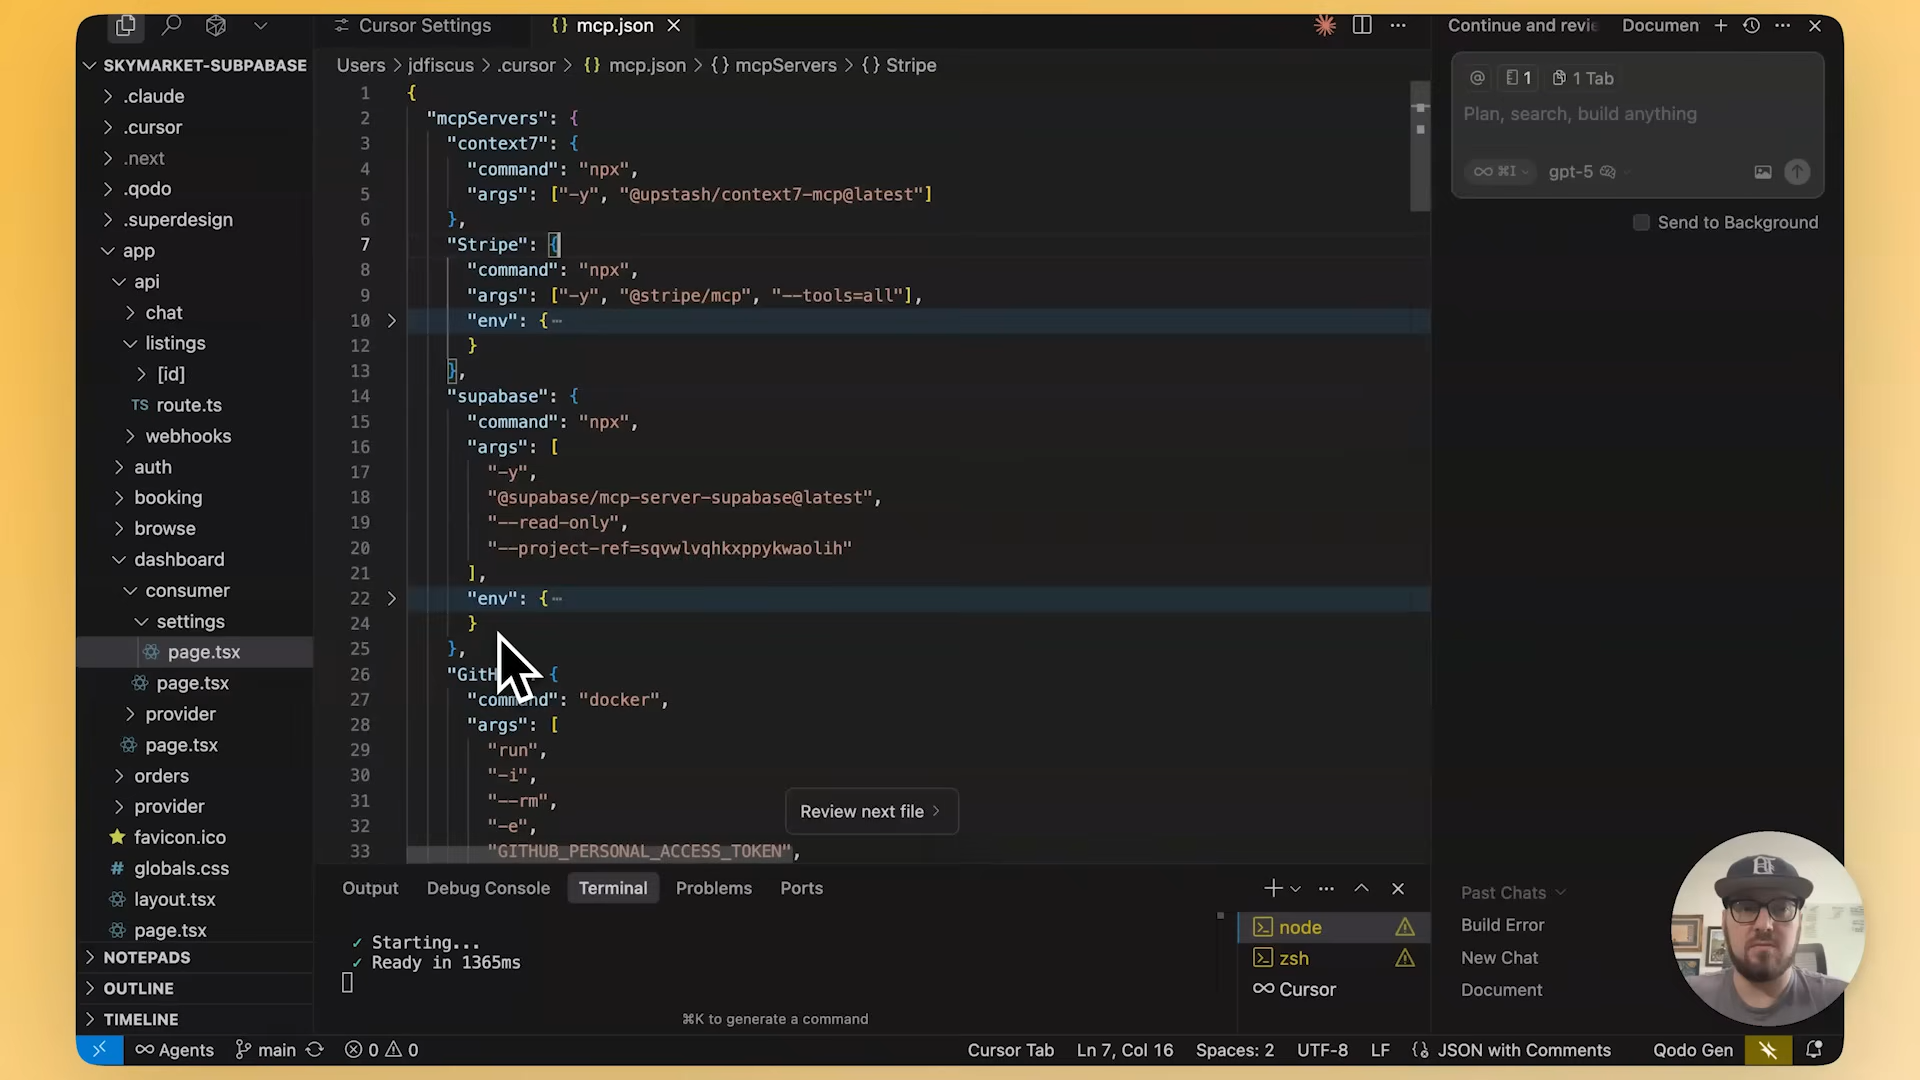 Cursor Settings
{} mcp.json
Continue and revie
Documen
SKYMARKET-SUBPABASE
Users > jdfiscus > .cursor > {} mcp.json > {} mcpServers > {} Stripe
.claude
.cursor
.next
.qodo
.superdesign
app
api
chat
listings
[id]
TS route.ts
webhooks
auth
booking
browse
dashboard
consumer
settings
page.tsx
page.tsx
provider
page.tsx
orders
provider
favicon.ico
# globals.css
layout.tsx
page.tsx
NOTEPADS
OUTLINE
TIMELINE
1 {
2 "mcpServers": {
3 "context7": {
4 "command": "npx",
5 "args": ["-y", "@upstash/context7-mcp@latest"]
6 },
7 "Stripe": {
8 "command": "npx",
9 "args": ["-y", "@stripe/mcp", "--tools=all"],
10 "env": {
12 }
13 },
14 "supabase": {
15 "command": "npx",
16 "args": [
17 "-y",
18 "@supabase/mcp-server-supabase@latest",
19 "--read-only",
20 "--project-ref=sqvwlvqhkxppykwaolih"
21 ],
22 "env": {
24 }
25 },
26 "GitH {
27 "command": "docker",
28 "args": [
29 "run",
30 "-i",
31 "--rm",
32 "-e",
33 "GITHUB_PERSONAL_ACCESS_TOKEN",
Review next file
Output Debug Console Terminal Problems Ports
✓ Starting...
✓ Ready in 1365ms
⌘K to generate a command
node
zsh
Cursor
@ 1 1 Tab
Plan, search, build anything
∞ ⌘I gpt-5
Send to Background
Past Chats
Build Error
New Chat
Document
Agents main 0 0
Cursor Tab Ln 7, Col 16 Spaces: 2 UTF-8 LF {} JSON with Comments Qodo Gen